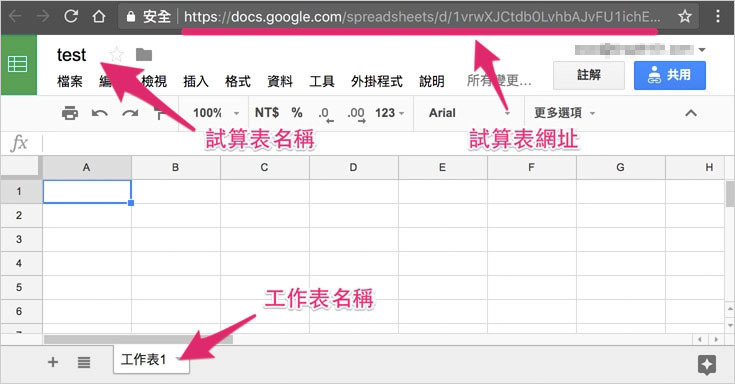 安全 https://docs.google.com/spreadsheets/d/1vrwXJCtdb0LvhbAJvFU1ichE...
test
檔案 檢視 插入 格式 資料 工具 外掛程式 說明 所有變更...
註解 共用
100% NT$ % .0 .00 123 Arial 更多選項
試算表名稱 試算表網址
fx
A B C D E F G H
1
2
3
4
5
6
工作表名稱
工作表1